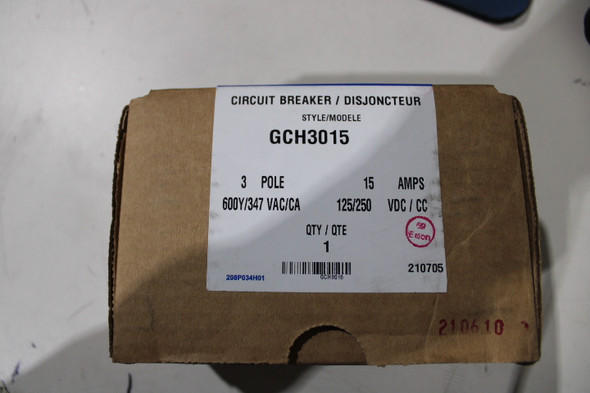 CIRCUIT BREAKER / DISJONCTEUR
STYLE/MODELE
GCH3015
3 POLE 15 AMPS
600Y/347 VAC/CA 125/250 VDC / CC
QTY / QTE
1
GCH3015
208P034H01
210705
210610